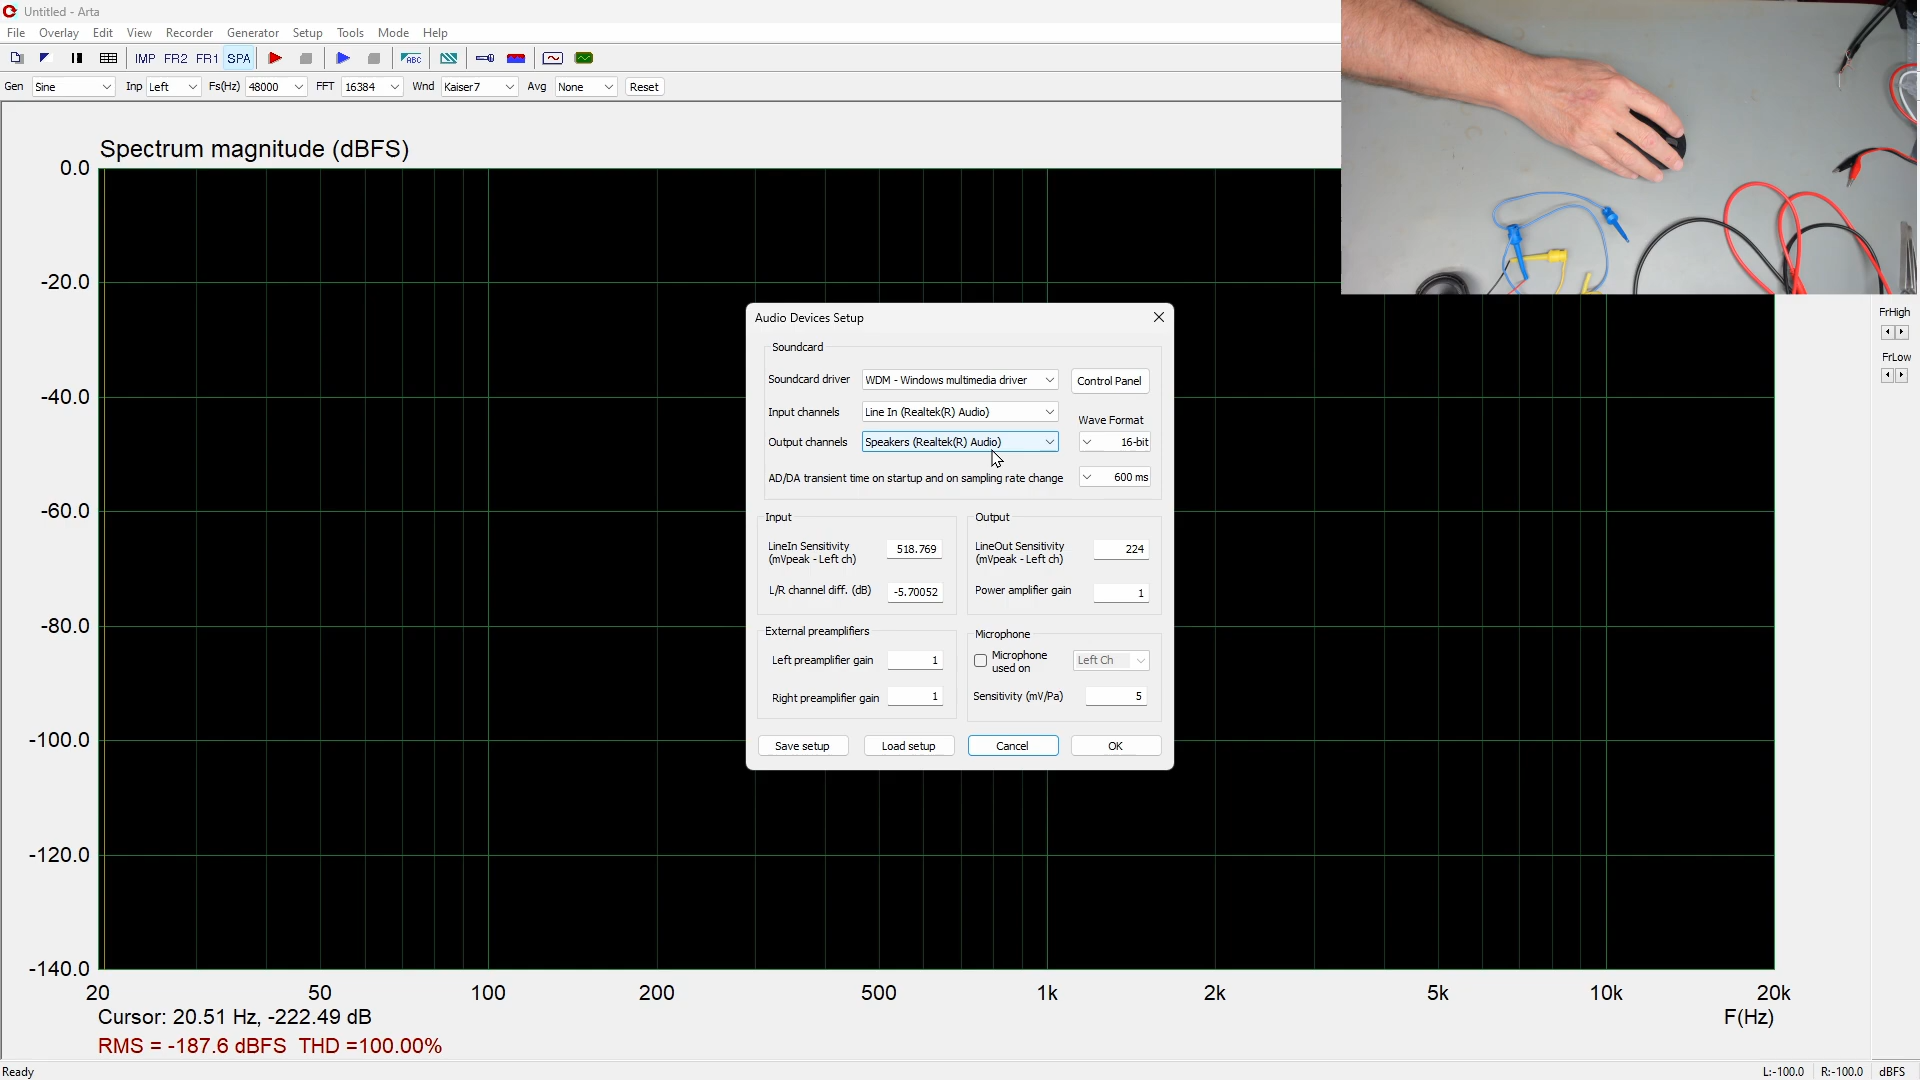 Untitled - Arta
File Overlay Edit View Recorder Generator Setup Tools Mode Help
ABC IMP FR2 FR1 SPA
Gen Sine Inp Left Fs(Hz) 48000 FFT 16384 Wnd Kaiser7 Avg None Reset
Spectrum magnitude (dBFS)
0.0
-20.0
-40.0
-60.0
-80.0
-100.0
-120.0
-140.0
20 50 100 200 500 1k 2k 5k 10k 20k
Cursor: 20.51 Hz, -222.49 dB
F(Hz)
RMS = -187.6 dBFS THD =100.00%
Ready
L:-100.0 R:-100.0 dBFS
FrHigh
FrLow
Audio Devices Setup
Soundcard
Soundcard driver WDM - Windows multimedia driver Control Panel
Input channels Line In (Realtek(R) Audio)
Wave Format
Output channels Speakers (Realtek(R) Audio) 16-bit
AD/DA transient time on startup and on sampling rate change 600 ms
Input
LineIn Sensitivity
(mVpeak - Left ch) 518.769
L/R channel diff. (dB) -5.70052
Output
LineOut Sensitivity
(mVpeak - Left ch) 224
Power amplifier gain 1
External preamplifiers
Left preamplifier gain 1
Right preamplifier gain 1
Microphone
Microphone
used on Left Ch
Sensitivity (mV/Pa) 5
Save setup Load setup Cancel OK